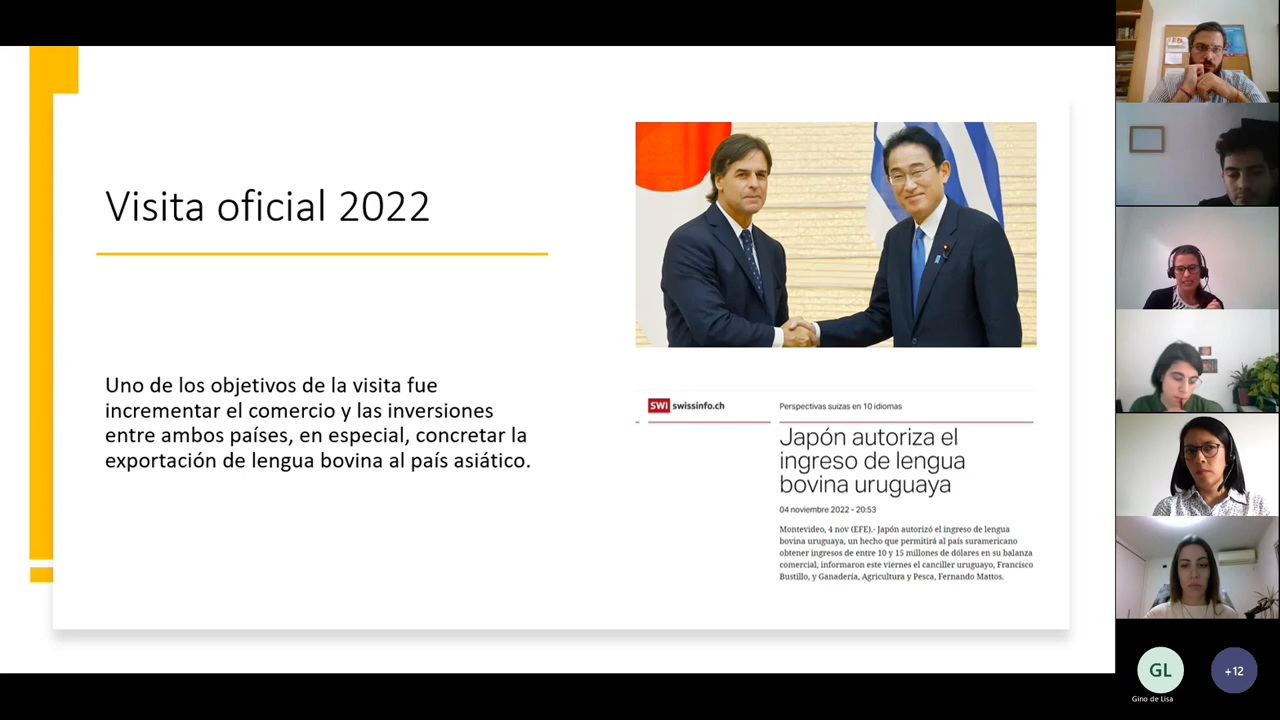 Visita oficial 2022
Uno de los objetivos de la visita fue
incrementar el comercio y las inversiones
entre ambos países, en especial, concretar la
exportación de lengua bovina al país asiático.
SWI swissinfo.ch
Perspectivas suizas en 10 idiomas
Japón autoriza el
ingreso de lengua
bovina uruguaya
04 noviembre 2022 - 20:53
Montevideo, 4 nov (EFE).- Japón autorizó el ingreso de lengua
bovina uruguaya, un hecho que permitirá al país suramericano
obtener ingresos de entre 10 y 15 millones de dólares en su balanza
comercial, informaron este viernes el canciller uruguayo, Francisco
Bustillo, y Ganadería, Agricultura y Pesca, Fernando Mattos.
GL
Gino de Lisa
+12